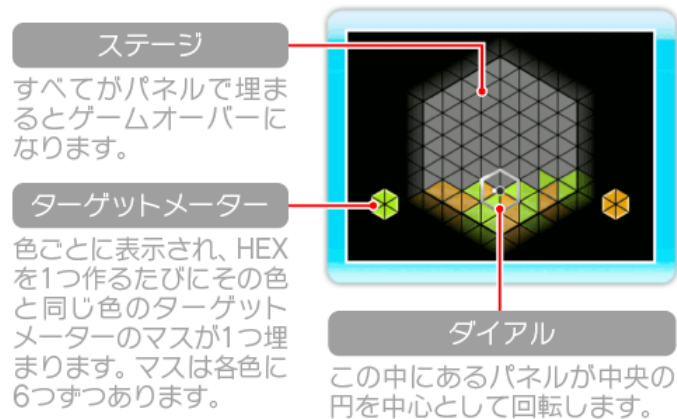 ステージ
すべてがパネルで埋ま
るとゲームオーバーに
なります。
ターゲットメーター
色ごとに表示され、HEX
を1つ作るたびにその色
と同じ色のターゲット
メーターのマスが1つ埋
まります。マスは各色に
6つずつあります。
ダイアル
この中にあるパネルが中央の
円を中心として回転します。